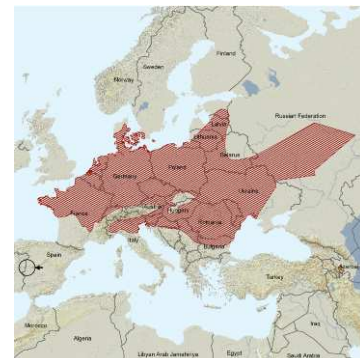 Finland
Sweden
Norway
Russian Federation
Latvia
Lithuania
Belarus
Poland
Germany
Ukraine
France
Hungary
Romania
Italy
Bulgaria
Spain
Turkey
Morocco
Algeria
Libyan Arab Jamahiriya
Egypt
Iraq
Saudi Arabia